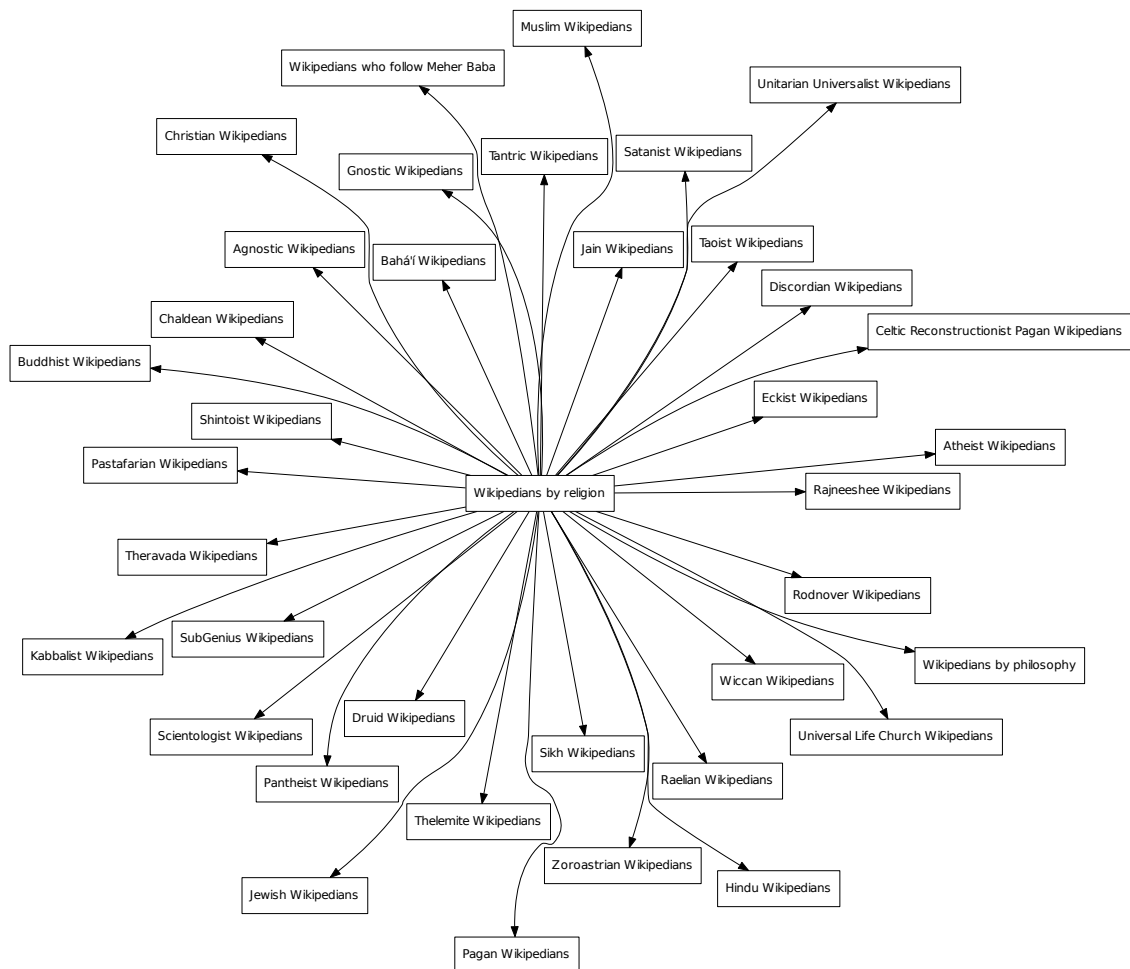 Muslim Wikipedians
Wikipedians who follow Meher Baba
Unitarian Universalist Wikipedians
Christian Wikipedians
Satanist Wikipedians
Tantric Wikipedians
Gnostic Wikipedians
Taoist Wikipedians
Agnostic Wikipedians
Jain Wikipedians
Bahá'í Wikipedians
Discordian Wikipedians
Chaldean Wikipedians
Celtic Reconstructionist Pagan Wikipedians
Buddhist Wikipedians
Eckist Wikipedians
Shintoist Wikipedians
Atheist Wikipedians
Pastafarian Wikipedians
Rajneeshee Wikipedians
Wikipedians by religion
Theravada Wikipedians
Rodnover Wikipedians
SubGenius Wikipedians
Kabbalist Wikipedians
Wikipedians by philosophy
Wiccan Wikipedians
Druid Wikipedians
Scientologist Wikipedians
Universal Life Church Wikipedians
Sikh Wikipedians
Raelian Wikipedians
Pantheist Wikipedians
Thelemite Wikipedians
Zoroastrian Wikipedians
Hindu Wikipedians
Jewish Wikipedians
Pagan Wikipedians